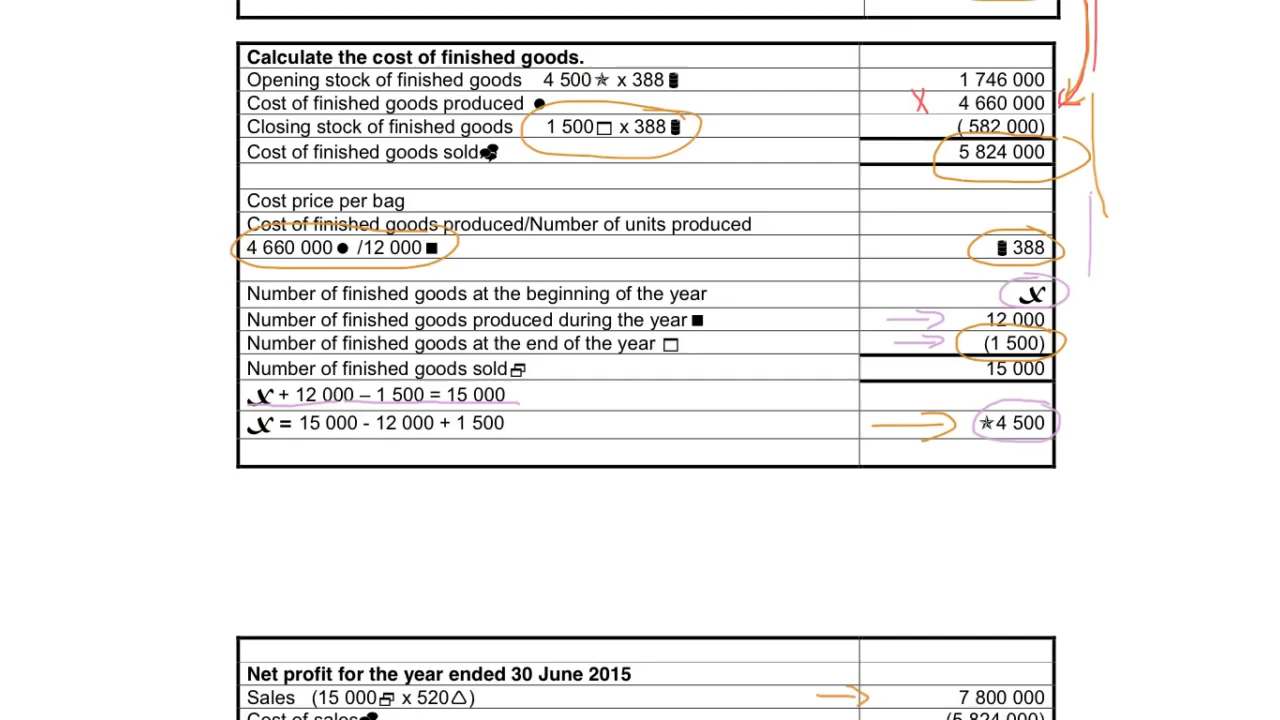 Calculate the cost of finished goods.
Opening stock of finished goods 4 500✯ x 388 1 746 000
Cost of finished goods produced ● X 4 660 000
Closing stock of finished goods 1 500□ x 388 ( 582 000)
Cost of finished goods sold 5 824 000
Cost price per bag
Cost of finished goods produced/Number of units produced
4 660 000 ● /12 000 ■ 388
Number of finished goods at the beginning of the year x
Number of finished goods produced during the year ■ 12 000
Number of finished goods at the end of the year □ (1 500)
Number of finished goods sold 15 000
x + 12 000 – 1 500 = 15 000
x = 15 000 - 12 000 + 1 500 ✯4 500
Net profit for the year ended 30 June 2015
Sales (15 000 x 520△) 7 800 000
Cost of sales (5 824 000)